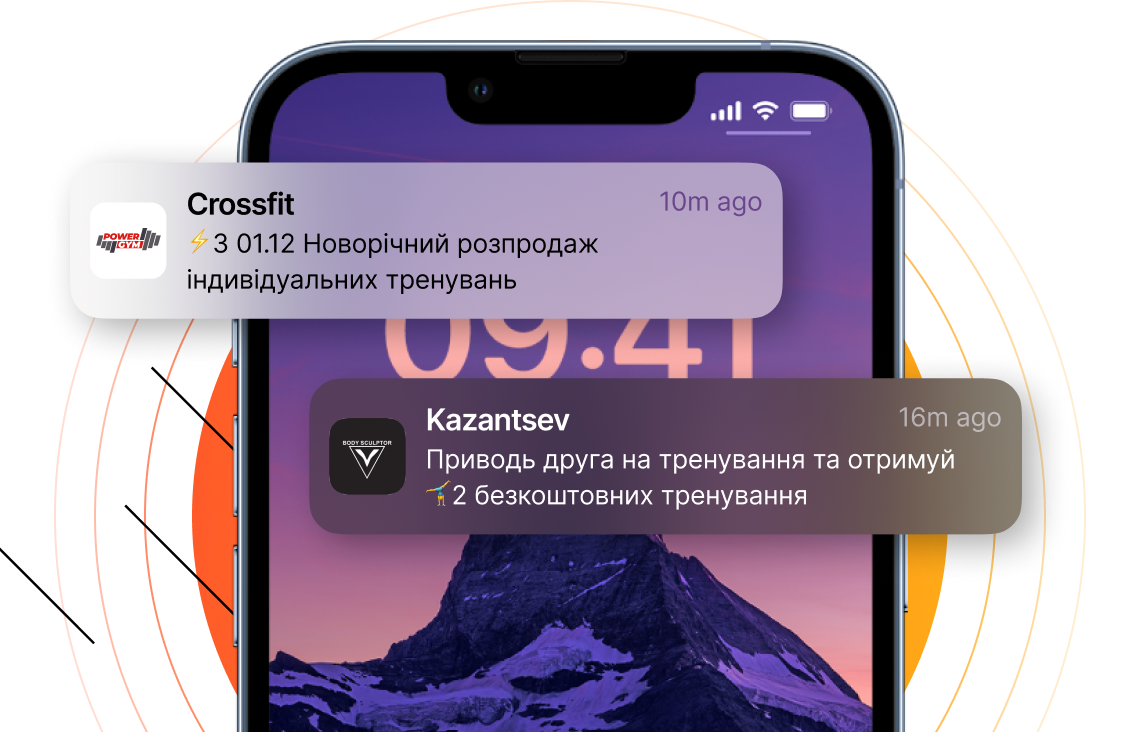 Crossfit
10m ago
POWER
GYM
⚡З 01.12 Новорічний розпродаж
індивідуальних тренувань
09:41
Kazantsev
16m ago
BODY SCULPTOR
Приводь друга на тренування та отримуй
🤸2 безкоштовних тренування